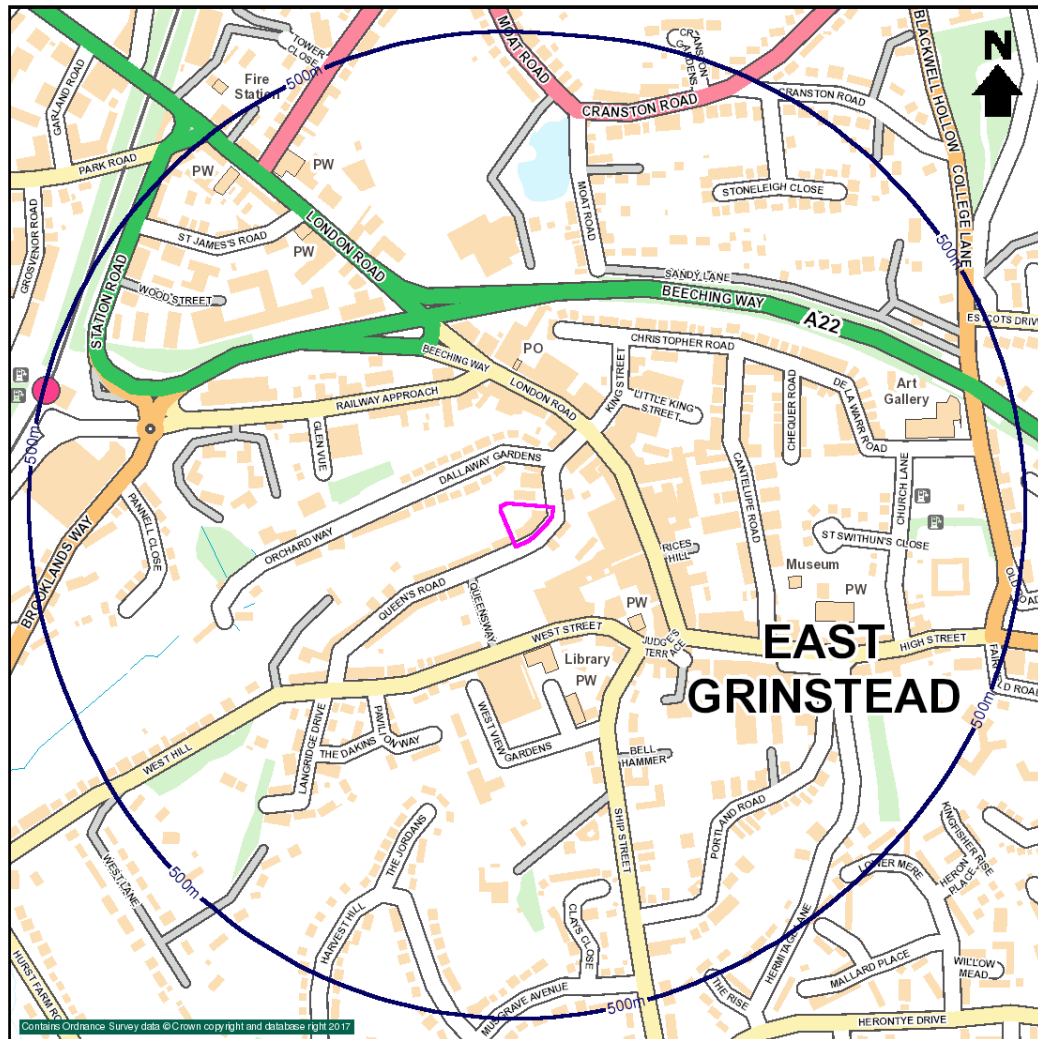 TOWER
CLOSE
500m
MOAT ROAD
CRANSTON
GARDENS
BLACKWELL HOLLOW
N
GARLAND ROAD
Fire
Station
CRANSTON ROAD
CRANSTON ROAD
PARK ROAD
PW
PW
COLLEGE LANE
STONELEIGH CLOSE
GROSVENOR ROAD
LONDON ROAD
MOAT ROAD
ST JAMES'S ROAD
PW
500m
STATION ROAD
WOOD STREET
SANDY LANE
BEECHING WAY
A22
ESTCOTS DRIV
CHRISTOPHER ROAD
BEECHING WAY
PO
LONDON ROAD
KING STREET
DE LA WARR ROAD
Art
Gallery
RAILWAY APPROACH
LITTLE KING
STREET
CHEQUER ROAD
500m
GLEN VUE
DALLAWAY GARDENS
CANTELUPE ROAD
CHURCH LANE
PANNELL CLOSE
ORCHARD WAY
RICES
HILL
ST SWITHUN'S CLOSE
BROOKLANDS WAY
QUEEN'S ROAD
QUEENSWAY
Museum
PW
OLD ROAD
PW
WEST STREET
JUDGE'S
TERRACE
EAST
GRINSTEAD
HIGH STREET
Library
PW
FAIRFIELD ROAD
LANGRIDGE DRIVE
PAVILION WAY
WEST VIEW
GARDENS
500m
WEST HILL
THE DAKINS
BELL
HAMMER
SHIP STREET
PORTLAND ROAD
THE JORDANS
KINGFISHER RISE
HERON
PLACE
LOWER MERE
500m
WEST LANE
HARVEST HILL
CLAYS CLOSE
HERMITAGE LANE
HURST FARM ROAD
WILLOW
MEAD
MALLARD PLACE
MUSGRAVE AVENUE
THE RISE
500m
HERONTYE DRIVE
Contains Ordnance Survey data © Crown copyright and database right 2017